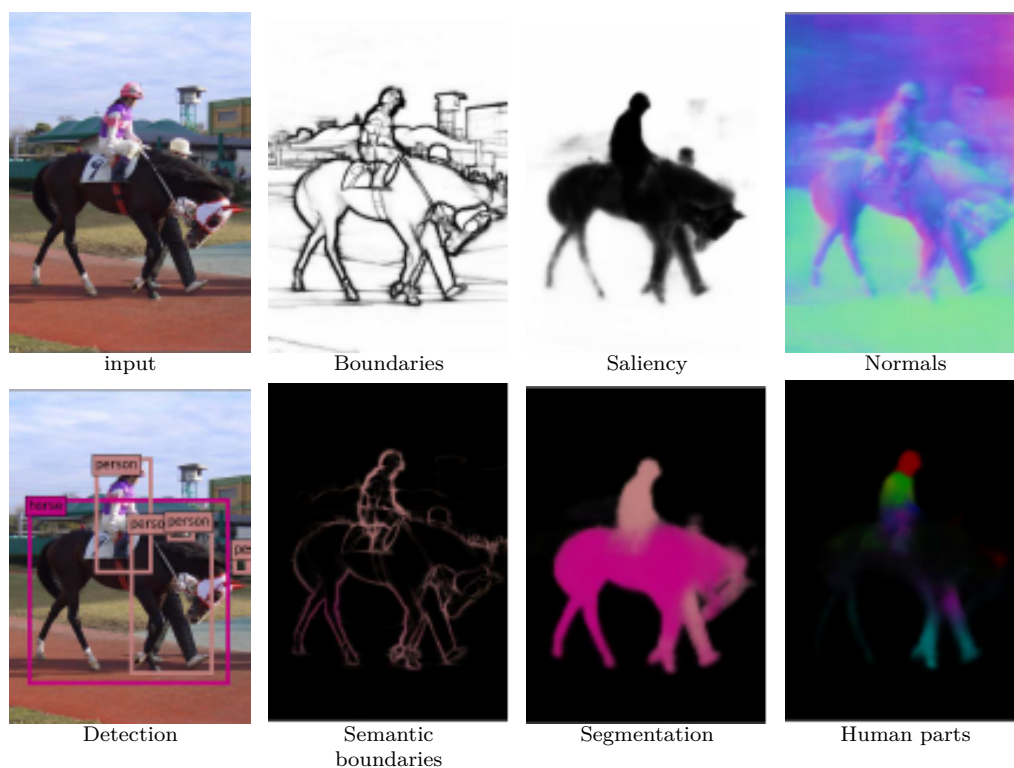 input
Boundaries
Saliency
Normals
person
horse
perso
person
pe
Detection
Semantic
boundaries
Segmentation
Human parts